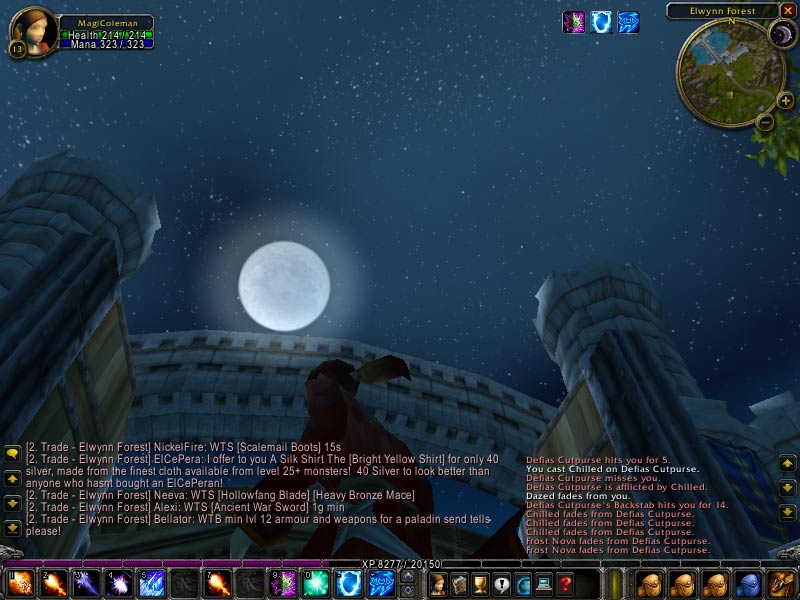 MagiColeman
Health 214 / 214
Mana 323 / 323
13
Elwynn Forest
N
[2. Trade - Elwynn Forest] NickelFire: WTS [Scalemail Boots] 15s
[2. Trade - Elwynn Forest] ElCePera: I offer to you A Silk Shirt The [Bright Yellow Shirt] for only 40
silver, made from the finest cloth available from level 25+ monsters!  40 Silver to look better than
anyone who hasnt bought an ElCePeran!
[2. Trade - Elwynn Forest] Neeva: WTS [Hollowfang Blade] [Heavy Bronze Mace]
[2. Trade - Elwynn Forest] Alexi: WTS [Ancient War Sword] 1g min
[2. Trade - Elwynn Forest] Bellator: WTB min lvl 12 armour and weapons for a paladin send tells
please!
Defias Cutpurse hits you for 5.
You cast Chilled on Defias Cutpurse.
Defias Cutpurse misses you.
Defias Cutpurse is afflicted by Chilled.
Dazed fades from you.
Defias Cutpurse's Backstab hits you for 14.
Chilled fades from Defias Cutpurse.
Chilled fades from Defias Cutpurse.
Chilled fades from Defias Cutpurse.
Frost Nova fades from Defias Cutpurse.
Frost Nova fades from Defias Cutpurse.
XP 8277 / 20150
1 2 3 4 5 7 9 0